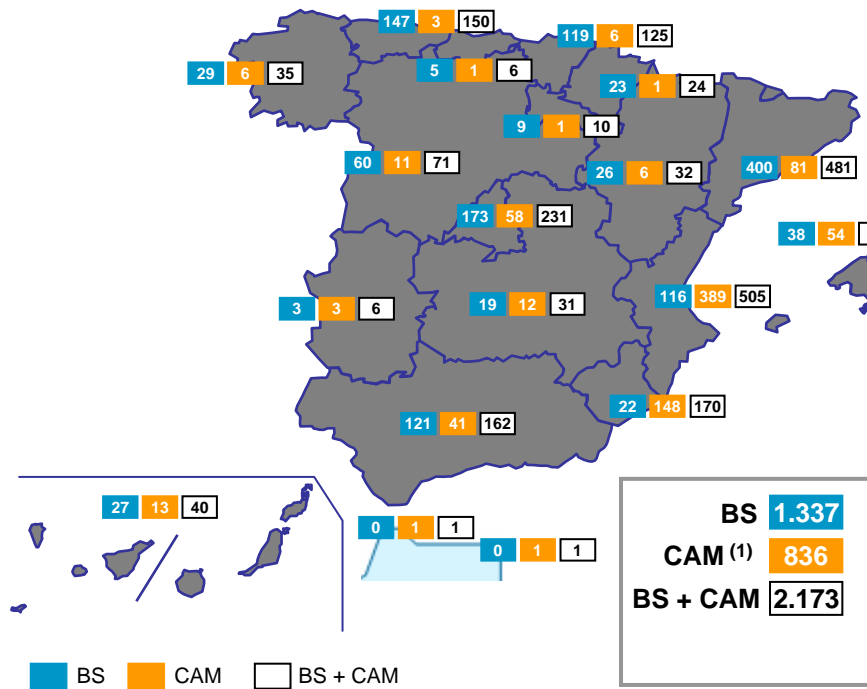 147 3 150
119 6 125
29 6 35
5 1 6
23 1 24
9 1 10
60 11 71
26 6 32
400 81 481
173 58 231
38 54
3 3 6
19 12 31
116 389 505
22 148 170
121 41 162
27 13 40
0 1 1
0 1 1
BS 1.337
CAM (1) 836
BS + CAM 2.173
BS CAM BS + CAM